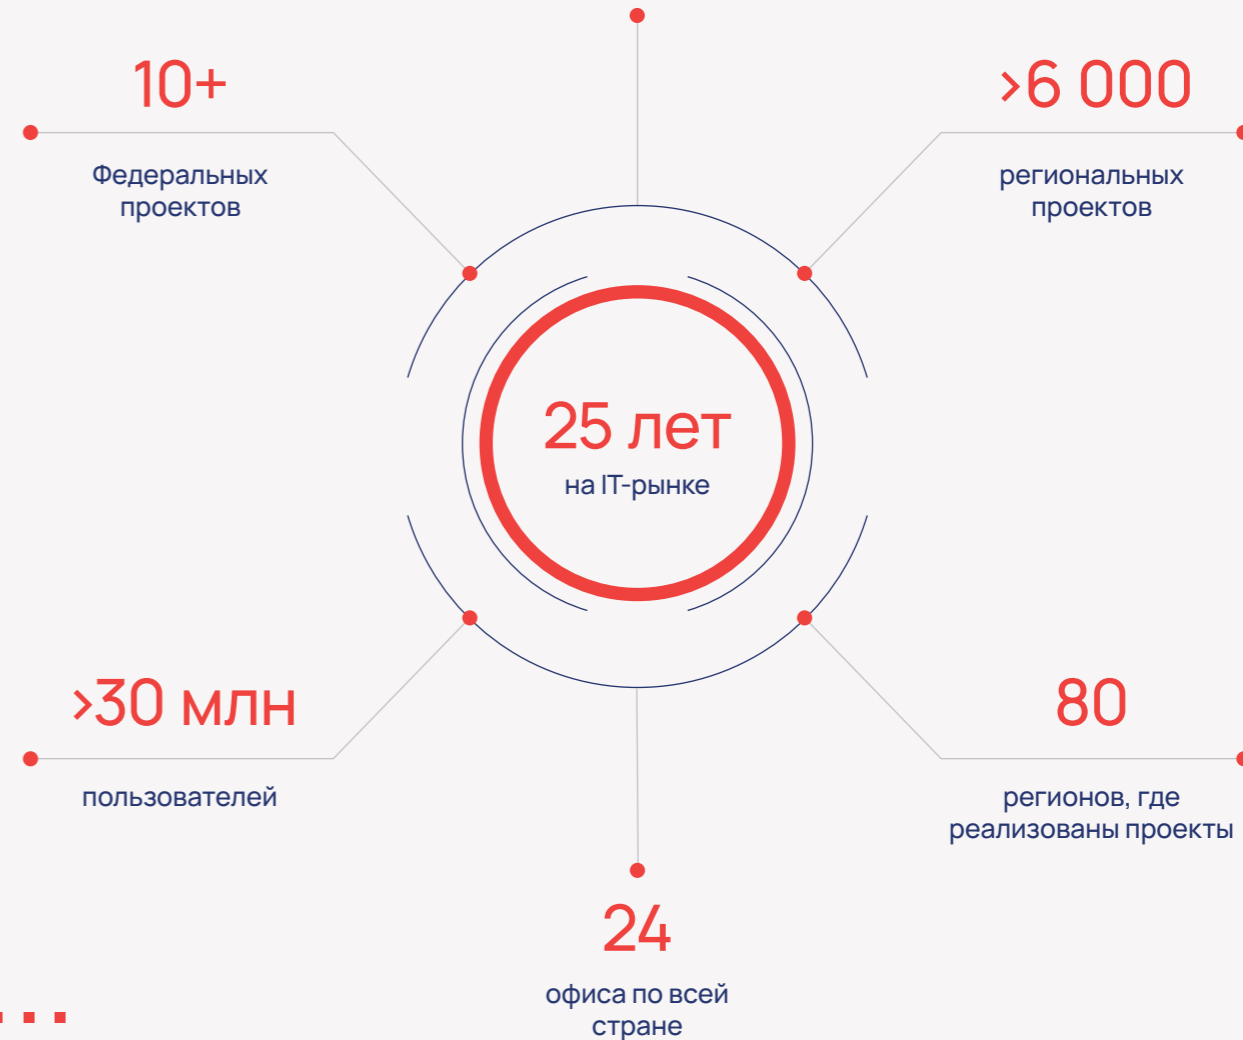 10+
Федеральных
проектов
>6 000
региональных
проектов
25 лет
на IT-рынке
>30 млн
пользователей
80
регионов, где
реализованы проекты
24
офиса по всей
стране